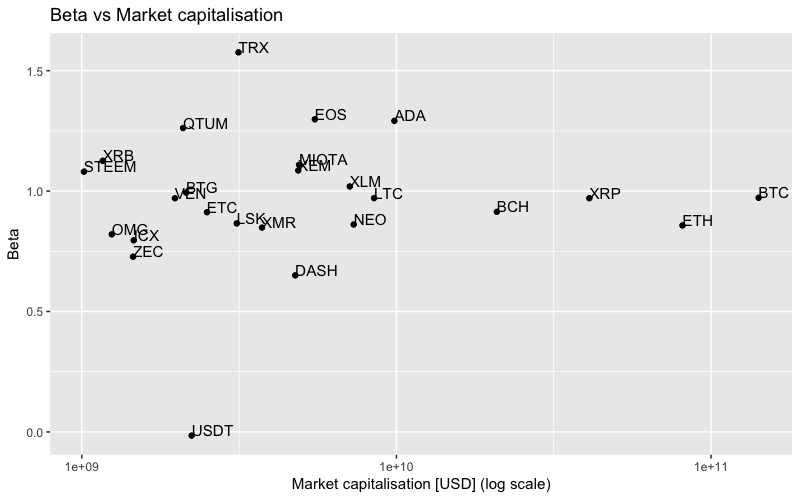 Beta vs Market capitalisation
TRX
1.5
EOS
ADA
QTUM
XRB
MIOTA
STEEM
XEM
XLM
1.0
BTG
VEN
LTC
XRP
BTC
ETC
BCH
LSK
XMR
NEO
ETH
OMG
ICX
ZEC
DASH
Beta
0.5
USDT
0.0
1e+09
1e+10
1e+11
Market capitalisation [USD] (log scale)